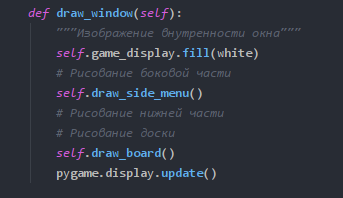 def draw_window(self):
"""Изображение внутренности окна"""
self.game_display.fill(white)
# Рисование боковой части
self.draw_side_menu()
# Рисование нижней части
# Рисование доски
self.draw_board()
pygame.display.update()